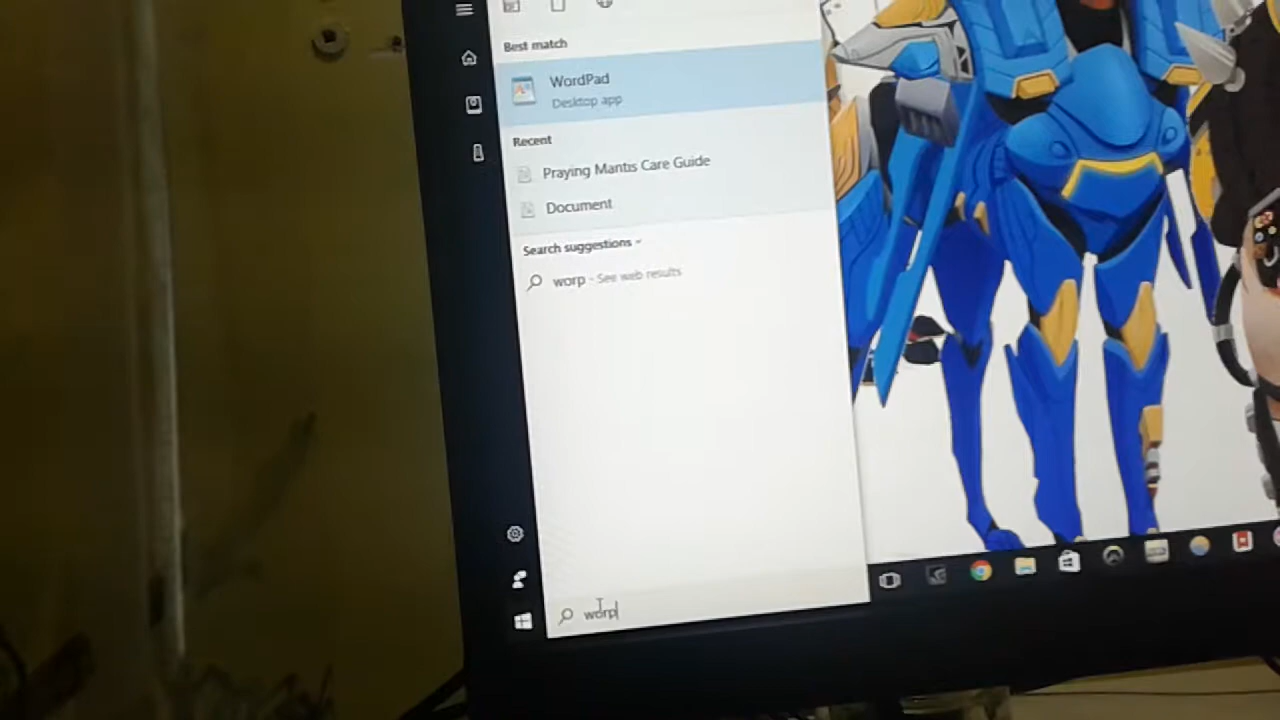 Best match
WordPad
Desktop app
Recent
Praying Mantis Care Guide
Document
Search suggestions
worp - See web results
worp